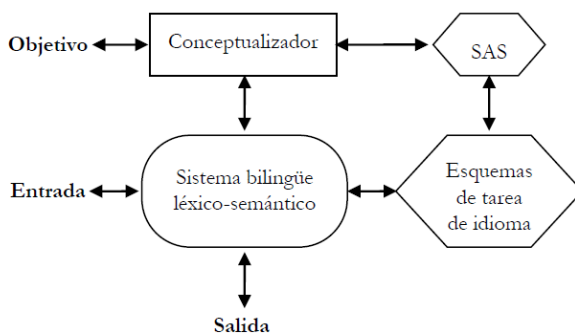 Objetivo
Conceptualizador
SAS
Entrada
Sistema bilingüe
léxico-semántico
Esquemas
de tarea
de idioma
Salida